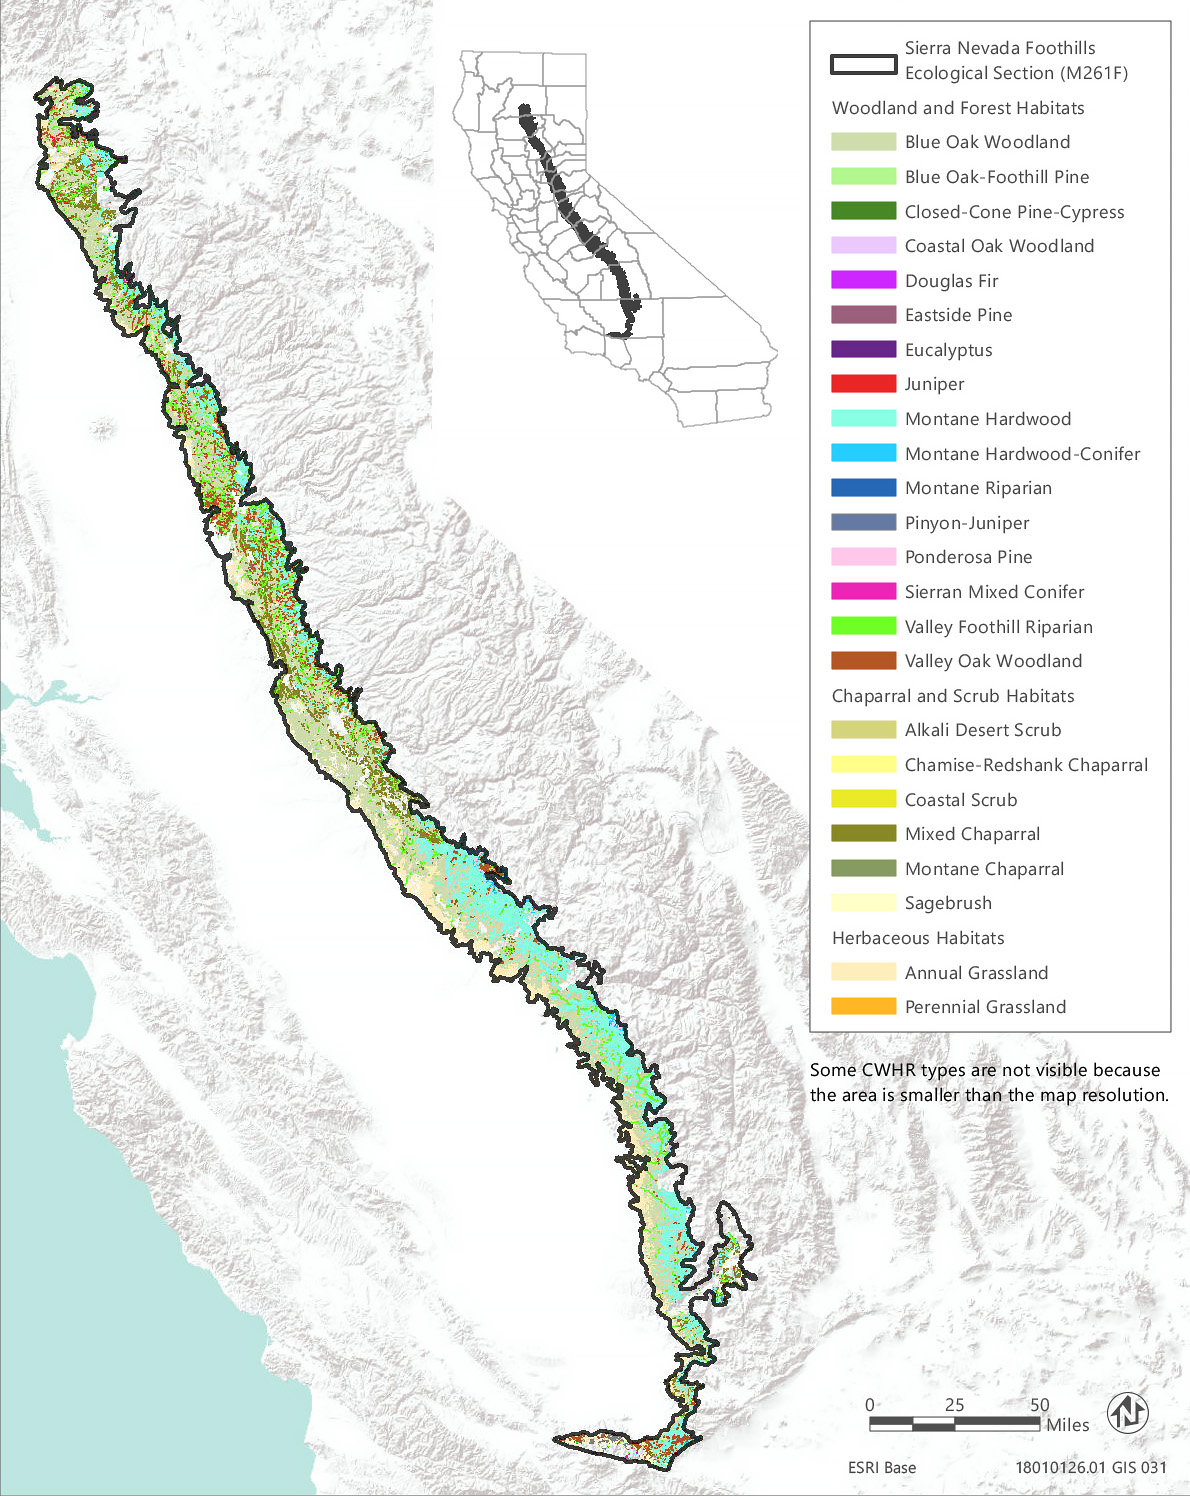 Sierra Nevada Foothills
Ecological Section (M261F)
Woodland and Forest Habitats
Blue Oak Woodland
Blue Oak-Foothill Pine
Closed-Cone Pine-Cypress
Coastal Oak Woodland
Douglas Fir
Eastside Pine
Eucalyptus
Juniper
Montane Hardwood
Montane Hardwood-Conifer
Montane Riparian
Pinyon-Juniper
Ponderosa Pine
Sierran Mixed Conifer
Valley Foothill Riparian
Valley Oak Woodland
Chaparral and Scrub Habitats
Alkali Desert Scrub
Chamise-Redshank Chaparral
Coastal Scrub
Mixed Chaparral
Montane Chaparral
Sagebrush
Herbaceous Habitats
Annual Grassland
Perennial Grassland
Some CWHR types are not visible because
the area is smaller than the map resolution.
0 25 50
Miles
N
ESRI Base 18010126.01 GIS 031